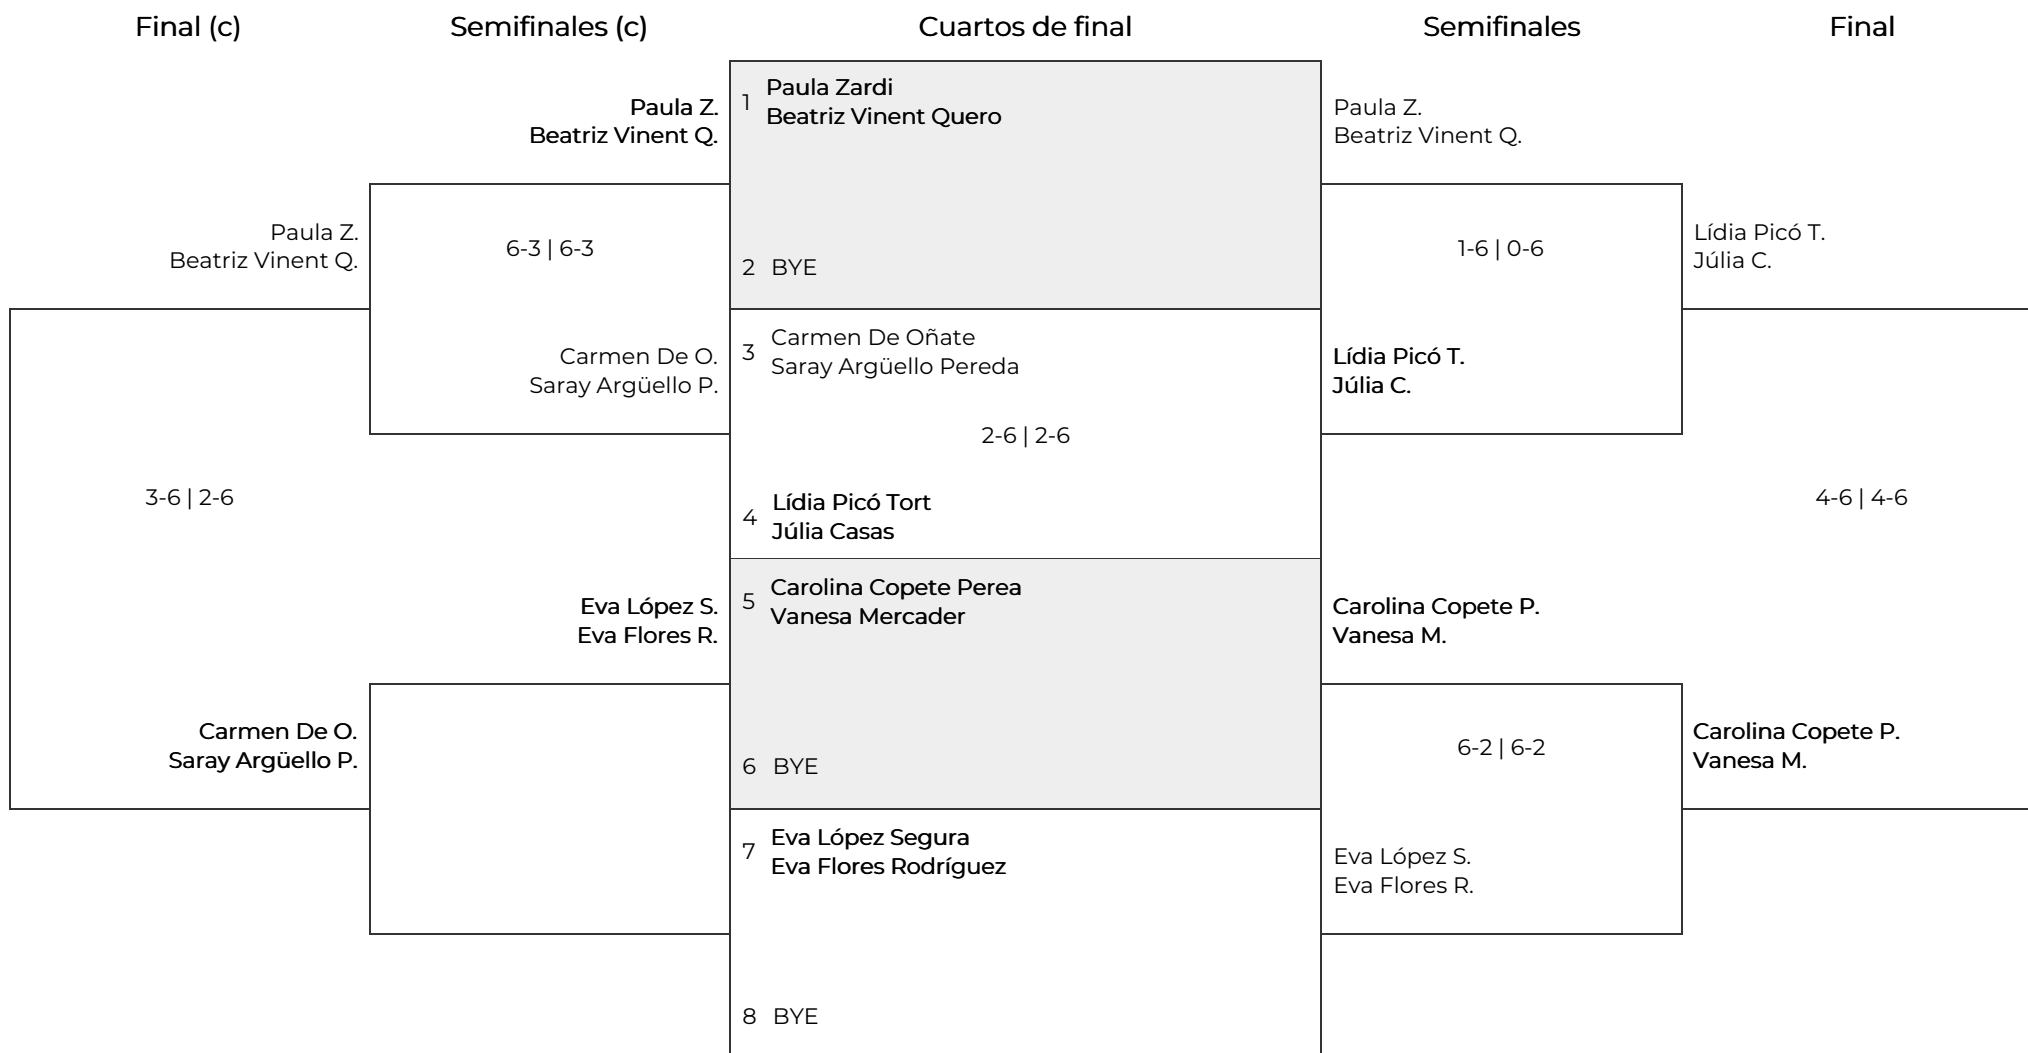 Final (c)
Semifinales (c)
Cuartos de final
Semifinales
Final
Paula Z.
Beatriz Vinent Q.
6-3 | 6-3
Carmen De O.
Saray Argüello P.
Paula Z.
Beatriz Vinent Q.
3-6 | 2-6
Carmen De O.
Saray Argüello P.
Eva López S.
Eva Flores R.
1 Paula Zardi
Beatriz Vinent Quero
2 BYE
3 Carmen De Oñate
Saray Argüello Pereda
2-6 | 2-6
4 Lídia Picó Tort
Júlia Casas
5 Carolina Copete Perea
Vanesa Mercader
6 BYE
7 Eva López Segura
Eva Flores Rodríguez
8 BYE
Paula Z.
Beatriz Vinent Q.
1-6 | 0-6
Lídia Picó T.
Júlia C.
Carolina Copete P.
Vanesa M.
6-2 | 6-2
Eva López S.
Eva Flores R.
Lídia Picó T.
Júlia C.
4-6 | 4-6
Carolina Copete P.
Vanesa M.